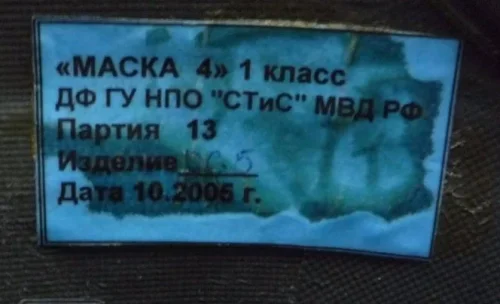 «МАСКА 4» 1 класс
ДФ ГУ НПО "СТиС" МВД РФ
Партия 13
Изделие
Дата 10.2005 г.